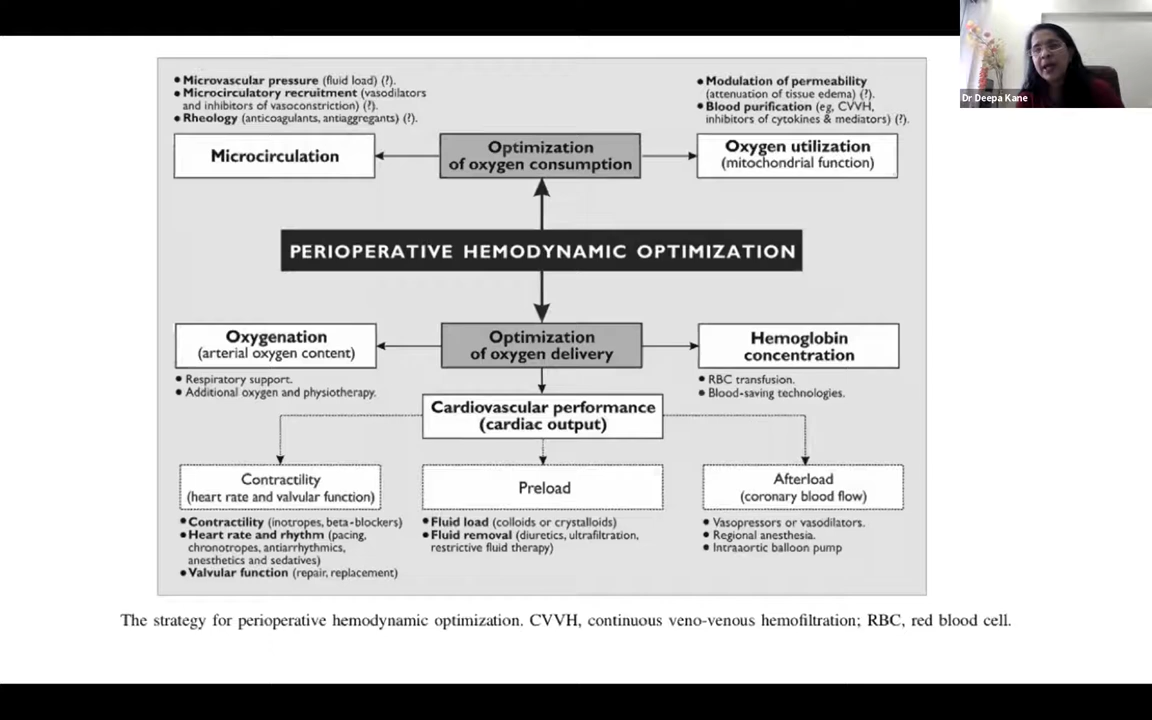 Dr Deepa Kane
● Microvascular pressure (fluid load) (?).
● Microcirculatory recruitment (vasodilators
and inhibitors of vasoconstriction) (?).
● Rheology (anticoagulants, antiaggregants) (?).
● Modulation of permeability
(attenuation of tissue edema) (?).
● Blood purification (eg, CVVH,
inhibitors of cytokines & mediators) (?).
Microcirculation
Optimization
of oxygen consumption
Oxygen utilization
(mitochondrial function)
PERIOPERATIVE HEMODYNAMIC OPTIMIZATION
Oxygenation
(arterial oxygen content)
Optimization
of oxygen delivery
Hemoglobin
concentration
● Respiratory support.
● Additional oxygen and physiotherapy.
● RBC transfusion.
● Blood-saving technologies.
Cardiovascular performance
(cardiac output)
Contractility
(heart rate and valvular function)
Preload
Afterload
(coronary blood flow)
● Contractility (inotropes, beta-blockers)
● Heart rate and rhythm (pacing,
chronotropes, antiarrhythmics,
anesthetics and sedatives)
● Valvular function (repair, replacement)
● Fluid load (colloids or crystalloids)
● Fluid removal (diuretics, ultrafiltration,
restrictive fluid therapy)
● Vasopressors or vasodilators.
● Regional anesthesia.
● Intraaortic balloon pump
The strategy for perioperative hemodynamic optimization. CVVH, continuous veno-venous hemofiltration; RBC, red blood cell.